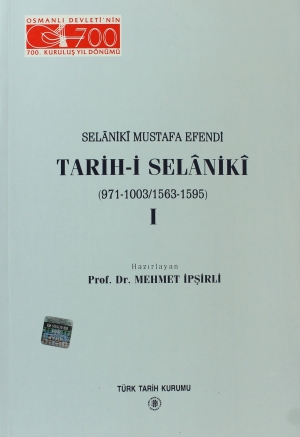 OSMANLI DEVLETİ'NİN
700
700. KURULUŞ YIL DÖNÜMÜ
SELÂNİKÎ MUSTAFA EFENDİ
TARİH-İ SELÂNİKÎ
(971-1003/1563-1595)
I
Hazırlayan
Prof. Dr. MEHMET İPŞİRLİ
TÜRK TARİH KURUMU